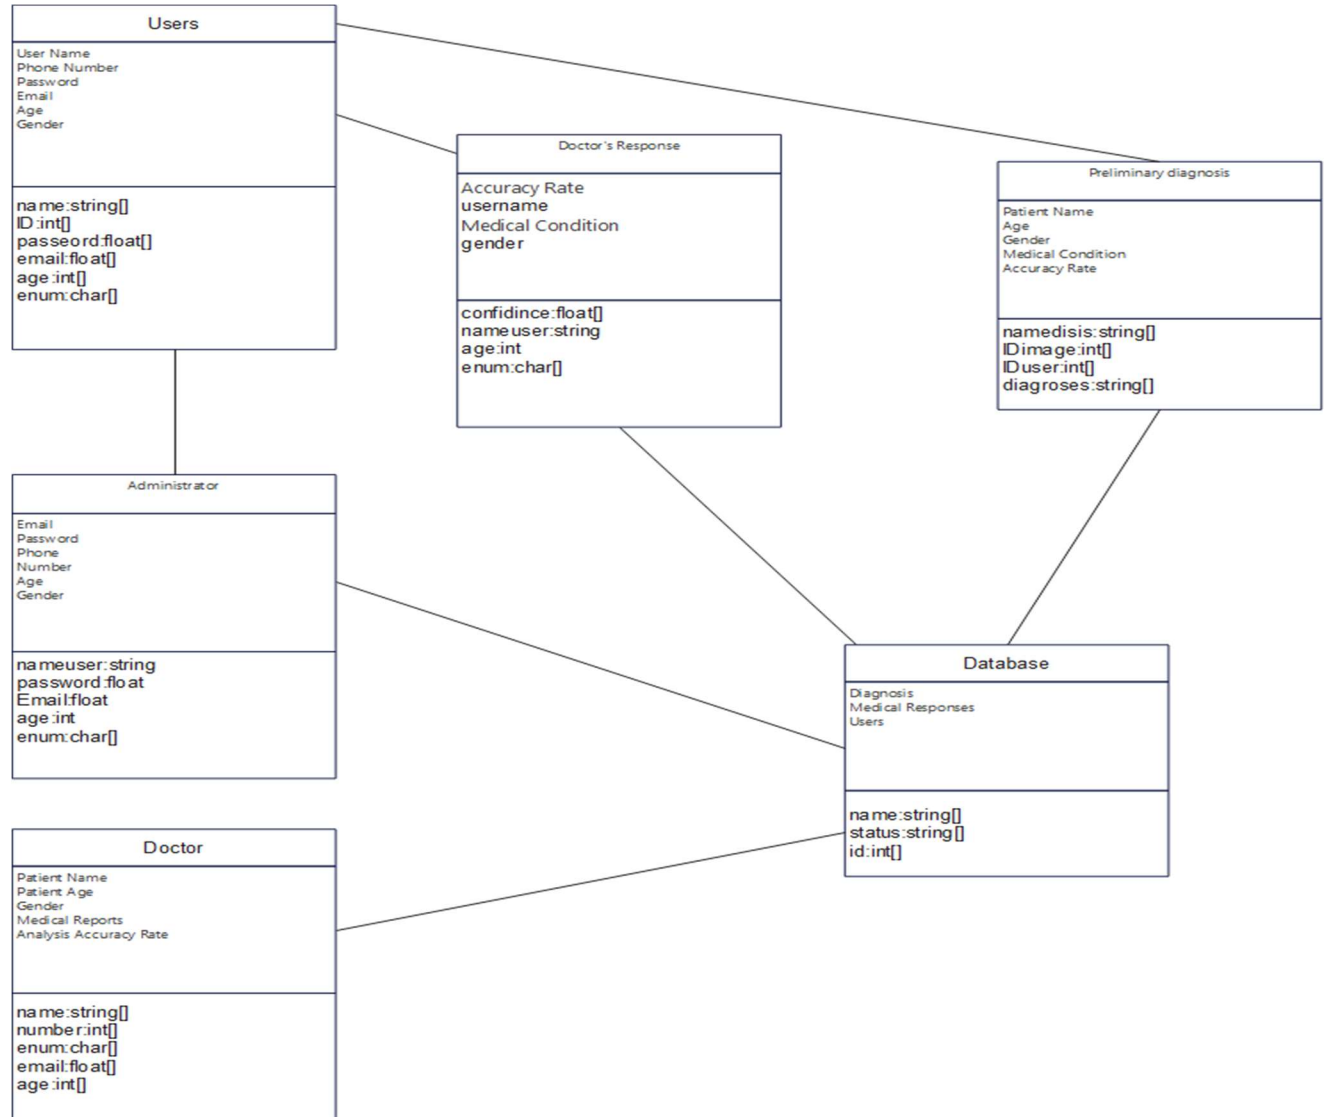 Users
User Name
Phone Number
Password
Email
Age
Gender
name:string[]
ID:int[]
passeord:float[]
email:float[]
age:int[]
enum:char[]
Doctor's Response
Accuracy Rate
username
Medical Condition
gender
confidince:float[]
nameuser:string
age:int
enum:char[]
Preliminary diagnosis
Patient Name
Age
Gender
Medical Condition
Accuracy Rate
namedisis:string[]
IDimage:int[]
IDuser:int[]
diagroses:string[]
Administrator
Email
Password
Phone
Number
Age
Gender
nameuser:string
password:float
Email:float
age:int
enum:char[]
Database
Diagnosis
Medical Responses
Users
name:string[]
status:string[]
id:int[]
Doctor
Patient Name
Patient Age
Gender
Medical Reports
Analysis Accuracy Rate
name:string[]
number:int[]
enum:char[]
email:float[]
age:int[]